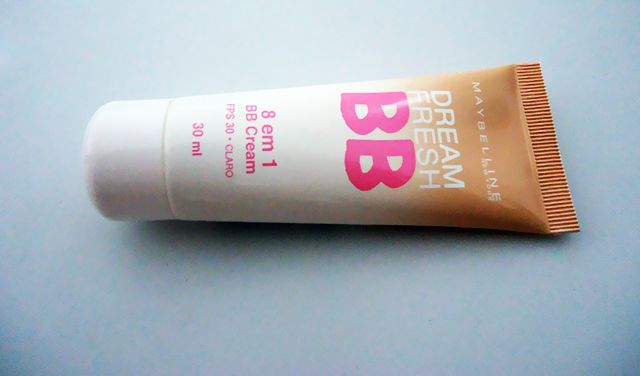 MAYBELLINE
NEW YORK
DREAM
FRESH
BB
8 em 1
BB Cream
FPS 30 • CLARO
30 ml